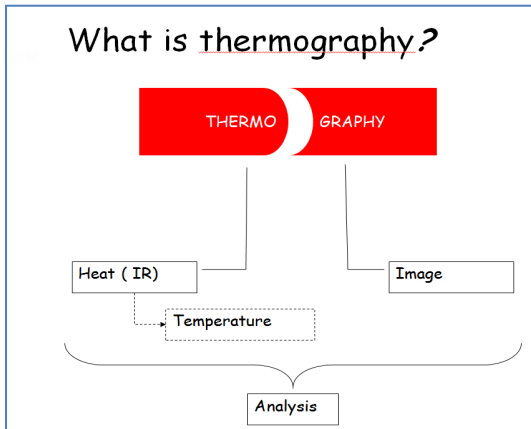 What is thermography?
THERMO GRAPHY
Heat ( IR)
Image
Temperature
Analysis